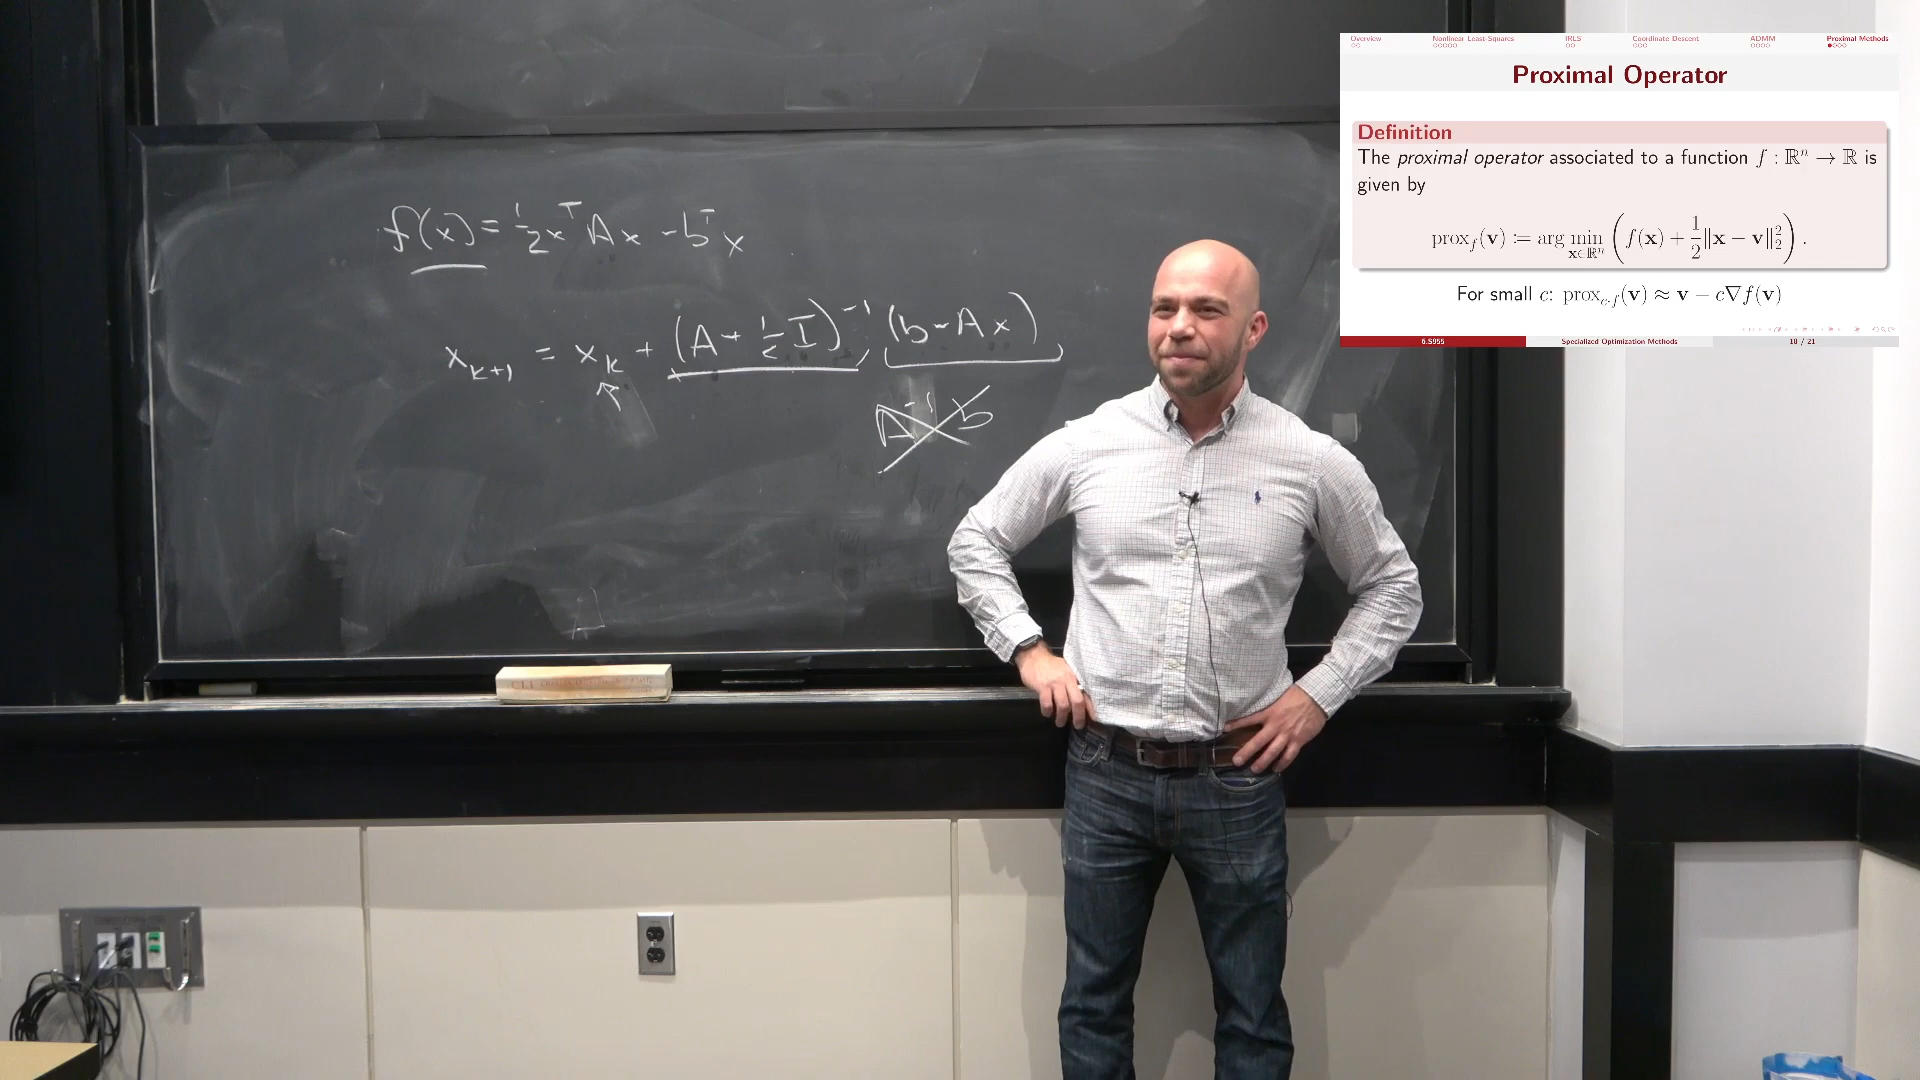 f(x) = ½xᵀAx - bᵀx
x_{k+1} = x_k + (A + 1/c I)⁻¹ (b - Ax)
A⁻¹b
Overview Nonlinear Least-Squares IRLS Coordinate Descent ADMM Proximal Methods
Proximal Operator
Definition
The proximal operator associated to a function f : ℝⁿ → ℝ is
given by
prox_f(v) := arg min_{x∈ℝⁿ} ( f(x) + ½‖x − v‖₂² ) .
For small c: prox_{c·f}(v) ≈ v − c∇f(v)
6.S955 Specialized Optimization Methods 18 / 21